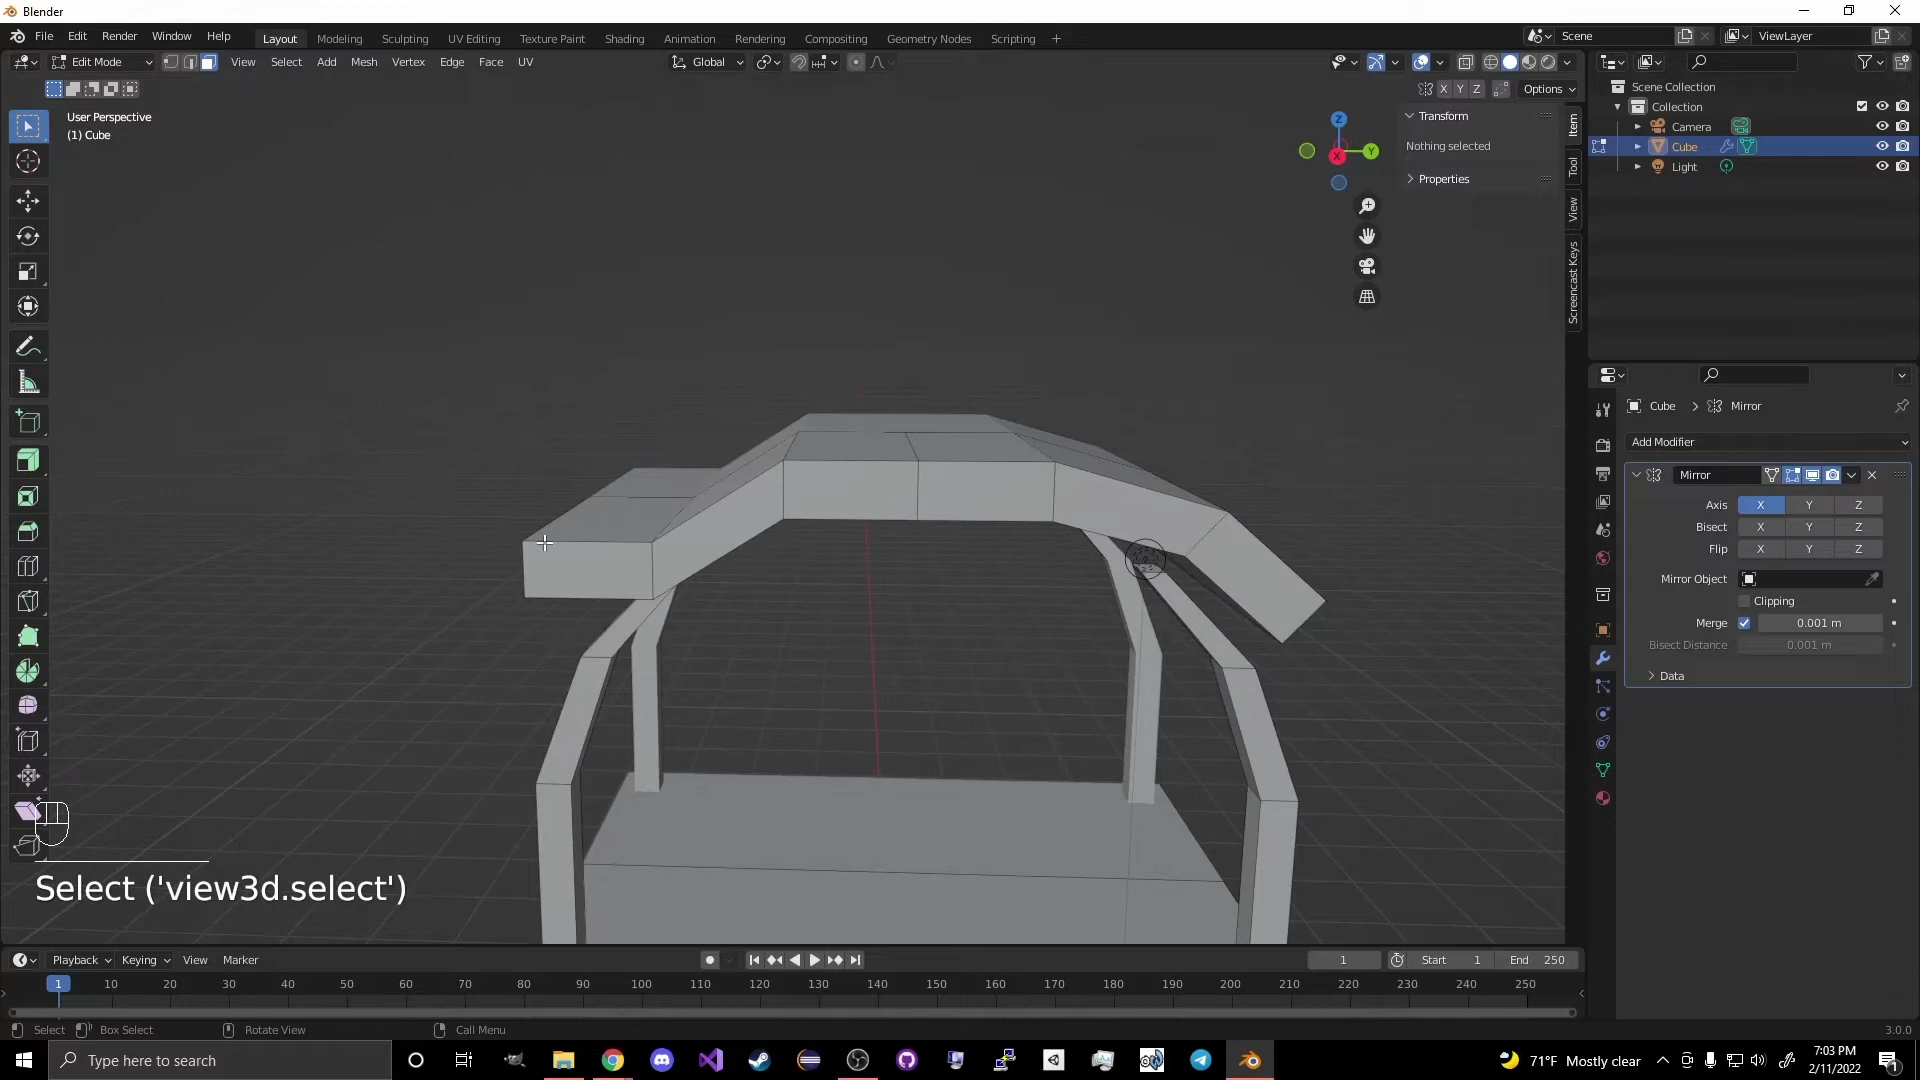 Blender
File Edit Render Window Help
Layout Modeling Sculpting UV Editing Texture Paint Shading Animation Rendering Compositing Geometry Nodes Scripting +
Scene
ViewLayer
Edit Mode
View Select Add Mesh Vertex Edge Face UV
Global
X Y Z
Options
User Perspective
(1) Cube
Z
Y
X
Transform
Nothing selected
Properties
Item
Tool
View
Screencast Keys
Scene Collection
Collection
Camera
Cube
Light
Cube > Mirror
Add Modifier
Mirror
Axis X Y Z
Bisect X Y Z
Flip X Y Z
Mirror Object
Clipping
Merge 0.001 m
Bisect Distance 0.001 m
Data
Select ('view3d.select')
Playback Keying View Marker
1
Start 1
End 250
1 10 20 30 40 50 60 70 80 90 100 110 120 130 140 150 160 170 180 190 200 210 220 230 240 250
Select Box Select Rotate View Call Menu
3.0.0
Type here to search
71°F Mostly clear
7:03 PM
2/11/2022
1